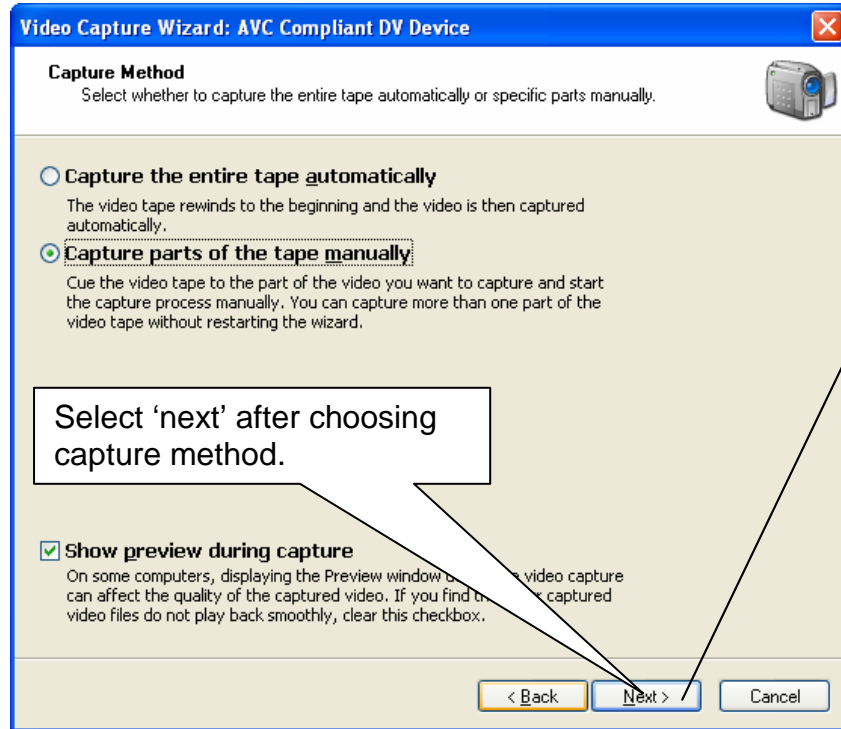 Video Capture Wizard: AVC Compliant DV Device
Capture Method
Select whether to capture the entire tape automatically or specific parts manually.
Capture the entire tape automatically
The video tape rewinds to the beginning and the video is then captured
automatically.
Capture parts of the tape manually
Cue the video tape to the part of the video you want to capture and start
the capture process manually. You can capture more than one part of the
video tape without restarting the wizard.
Select ‘next’ after choosing
capture method.
Show preview during capture
On some computers, displaying the Preview window video capture
can affect the quality of the captured video. If you find captured
video files do not play back smoothly, clear this checkbox.
< Back Next > Cancel